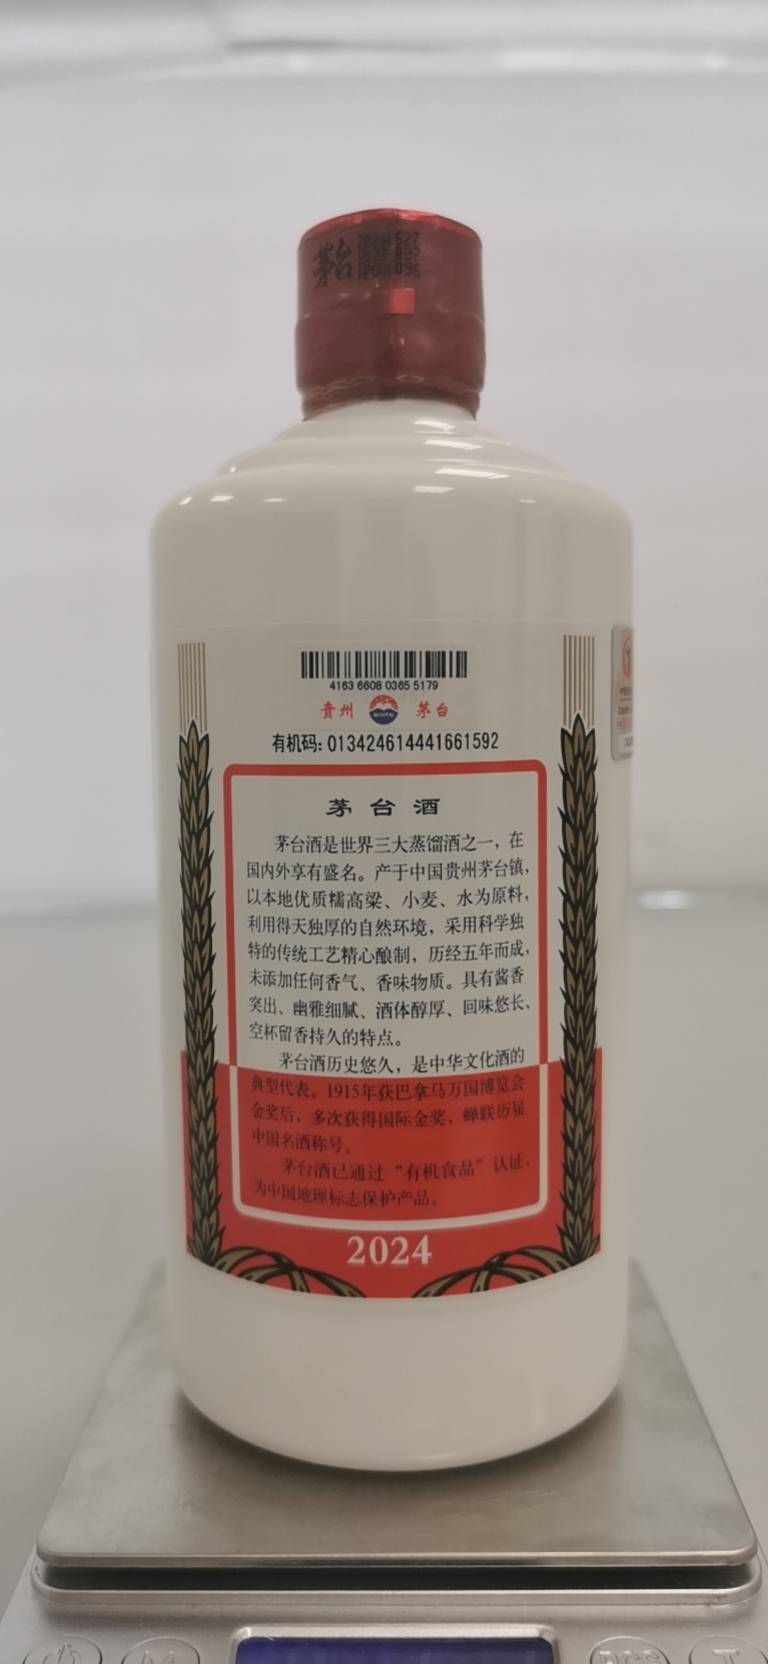 茅台
4163 6608 0365 5179
贵州 MOUTAI 茅台
有机码: 013424614441661592
茅台酒
茅台酒是世界三大蒸馏酒之一，在
国内外享有盛名。产于中国贵州茅台镇，
以本地优质糯高粱、小麦、水为原料，
利用得天独厚的自然环境，采用科学独
特的传统工艺精心酿制，历经五年而成，
未添加任何香气、香味物质。具有酱香
突出、幽雅细腻、酒体醇厚、回味悠长、
空杯留香持久的特点。
茅台酒历史悠久，是中华文化酒的
典型代表。1915年获巴拿马万国博览会
金奖后，多次获得国际金奖，蝉联历届
中国名酒称号。
茅台酒已通过“有机食品”认证，
为中国地理标志保护产品。
2024
M PCS T